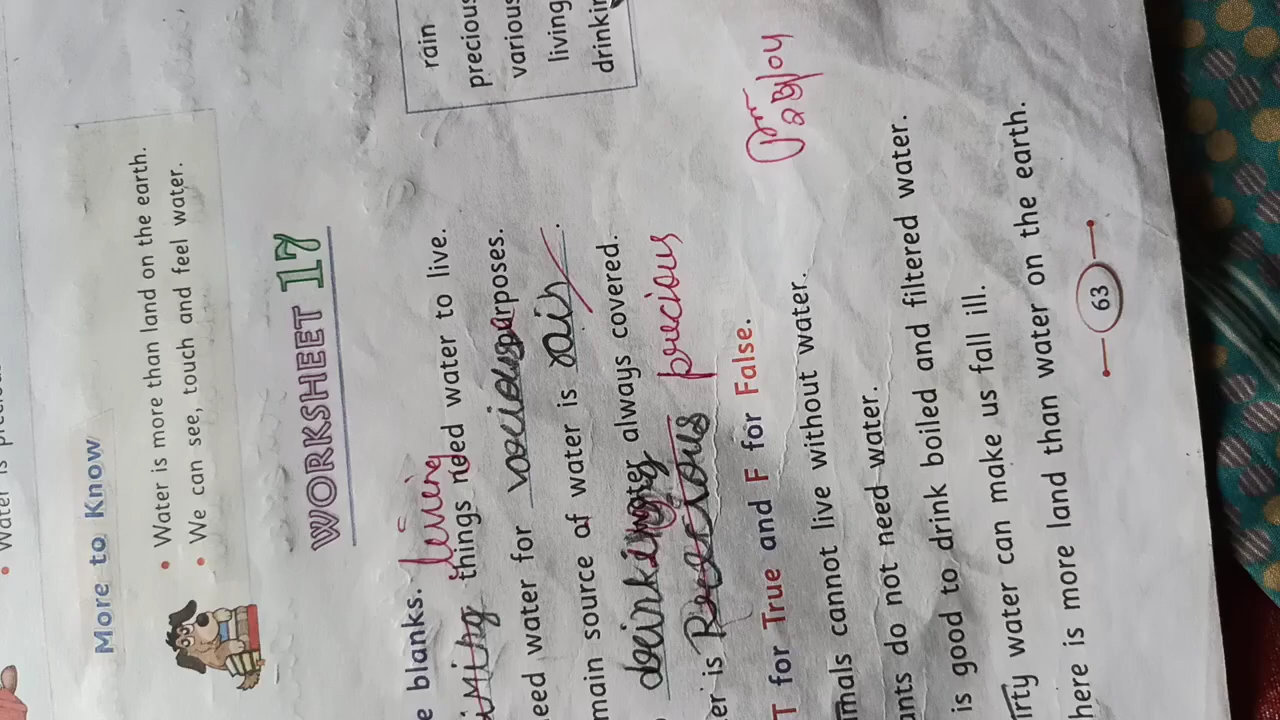 Water is precious
More to Know
• Water is more than land on the earth.
• We can see, touch and feel water.
WORKSHEET 17
rain
precious
various
living
drinkin
e blanks.
living
things need water to live.
eed water for various purposes.
main source of water is rain.
drinking water always covered.
er is precious
T for True and F for False.
imals cannot live without water.
ants do not need water.
is good to drink boiled and filtered water.
irty water can make us fall ill.
here is more land than water on the earth.
63